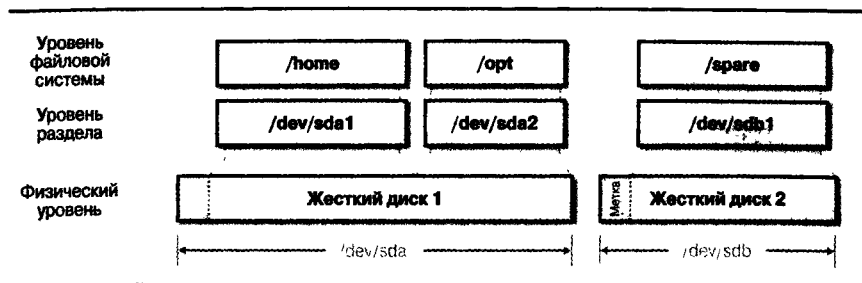 Уровень
файловой
системы
/home
/opt
/spare
Уровень
раздела
/dev/sda1
/dev/sda2
/dev/sdb1
Физический
уровень
Жесткий диск 1
Метка
Жесткий диск 2
/dev/sda
/dev/sdb